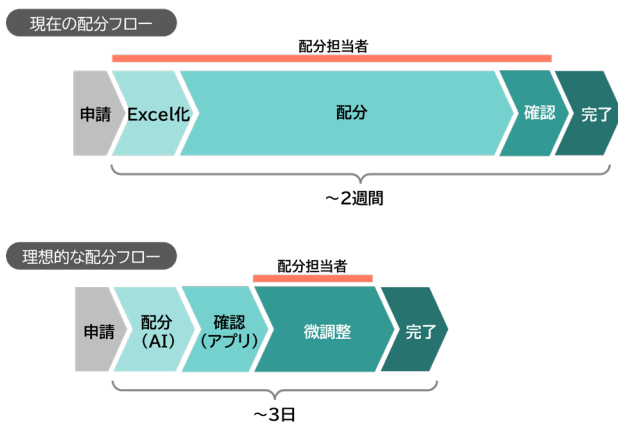 現在の配分フロー
配分担当者
申請
Excel化
配分
確認
完了
～2週間
理想的な配分フロー
配分担当者
申請
配分
（AI）
確認
（アプリ）
微調整
完了
～3日